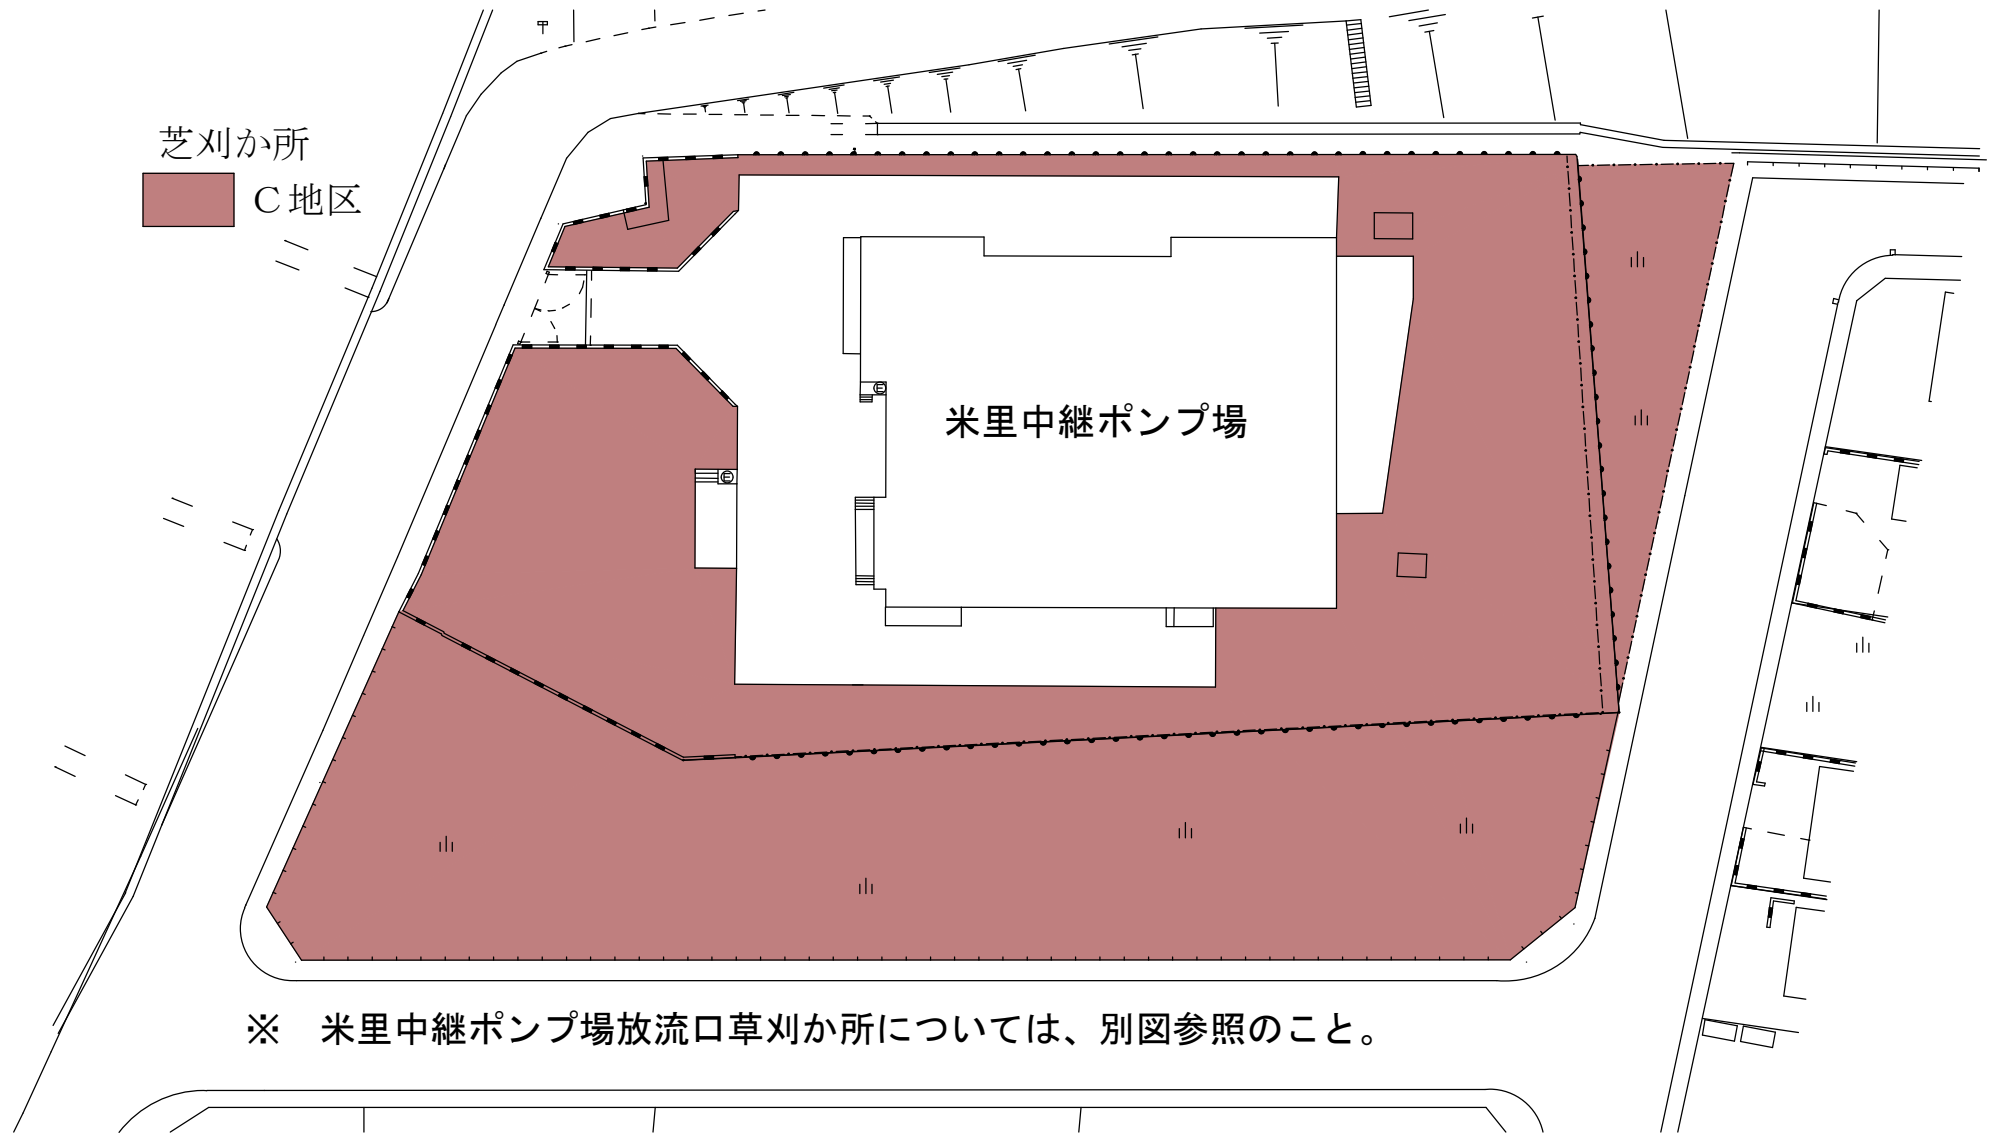 芝刈か所
C地区
米里中継ポンプ場
※　米里中継ポンプ場放流口草刈か所については、別図参照のこと。